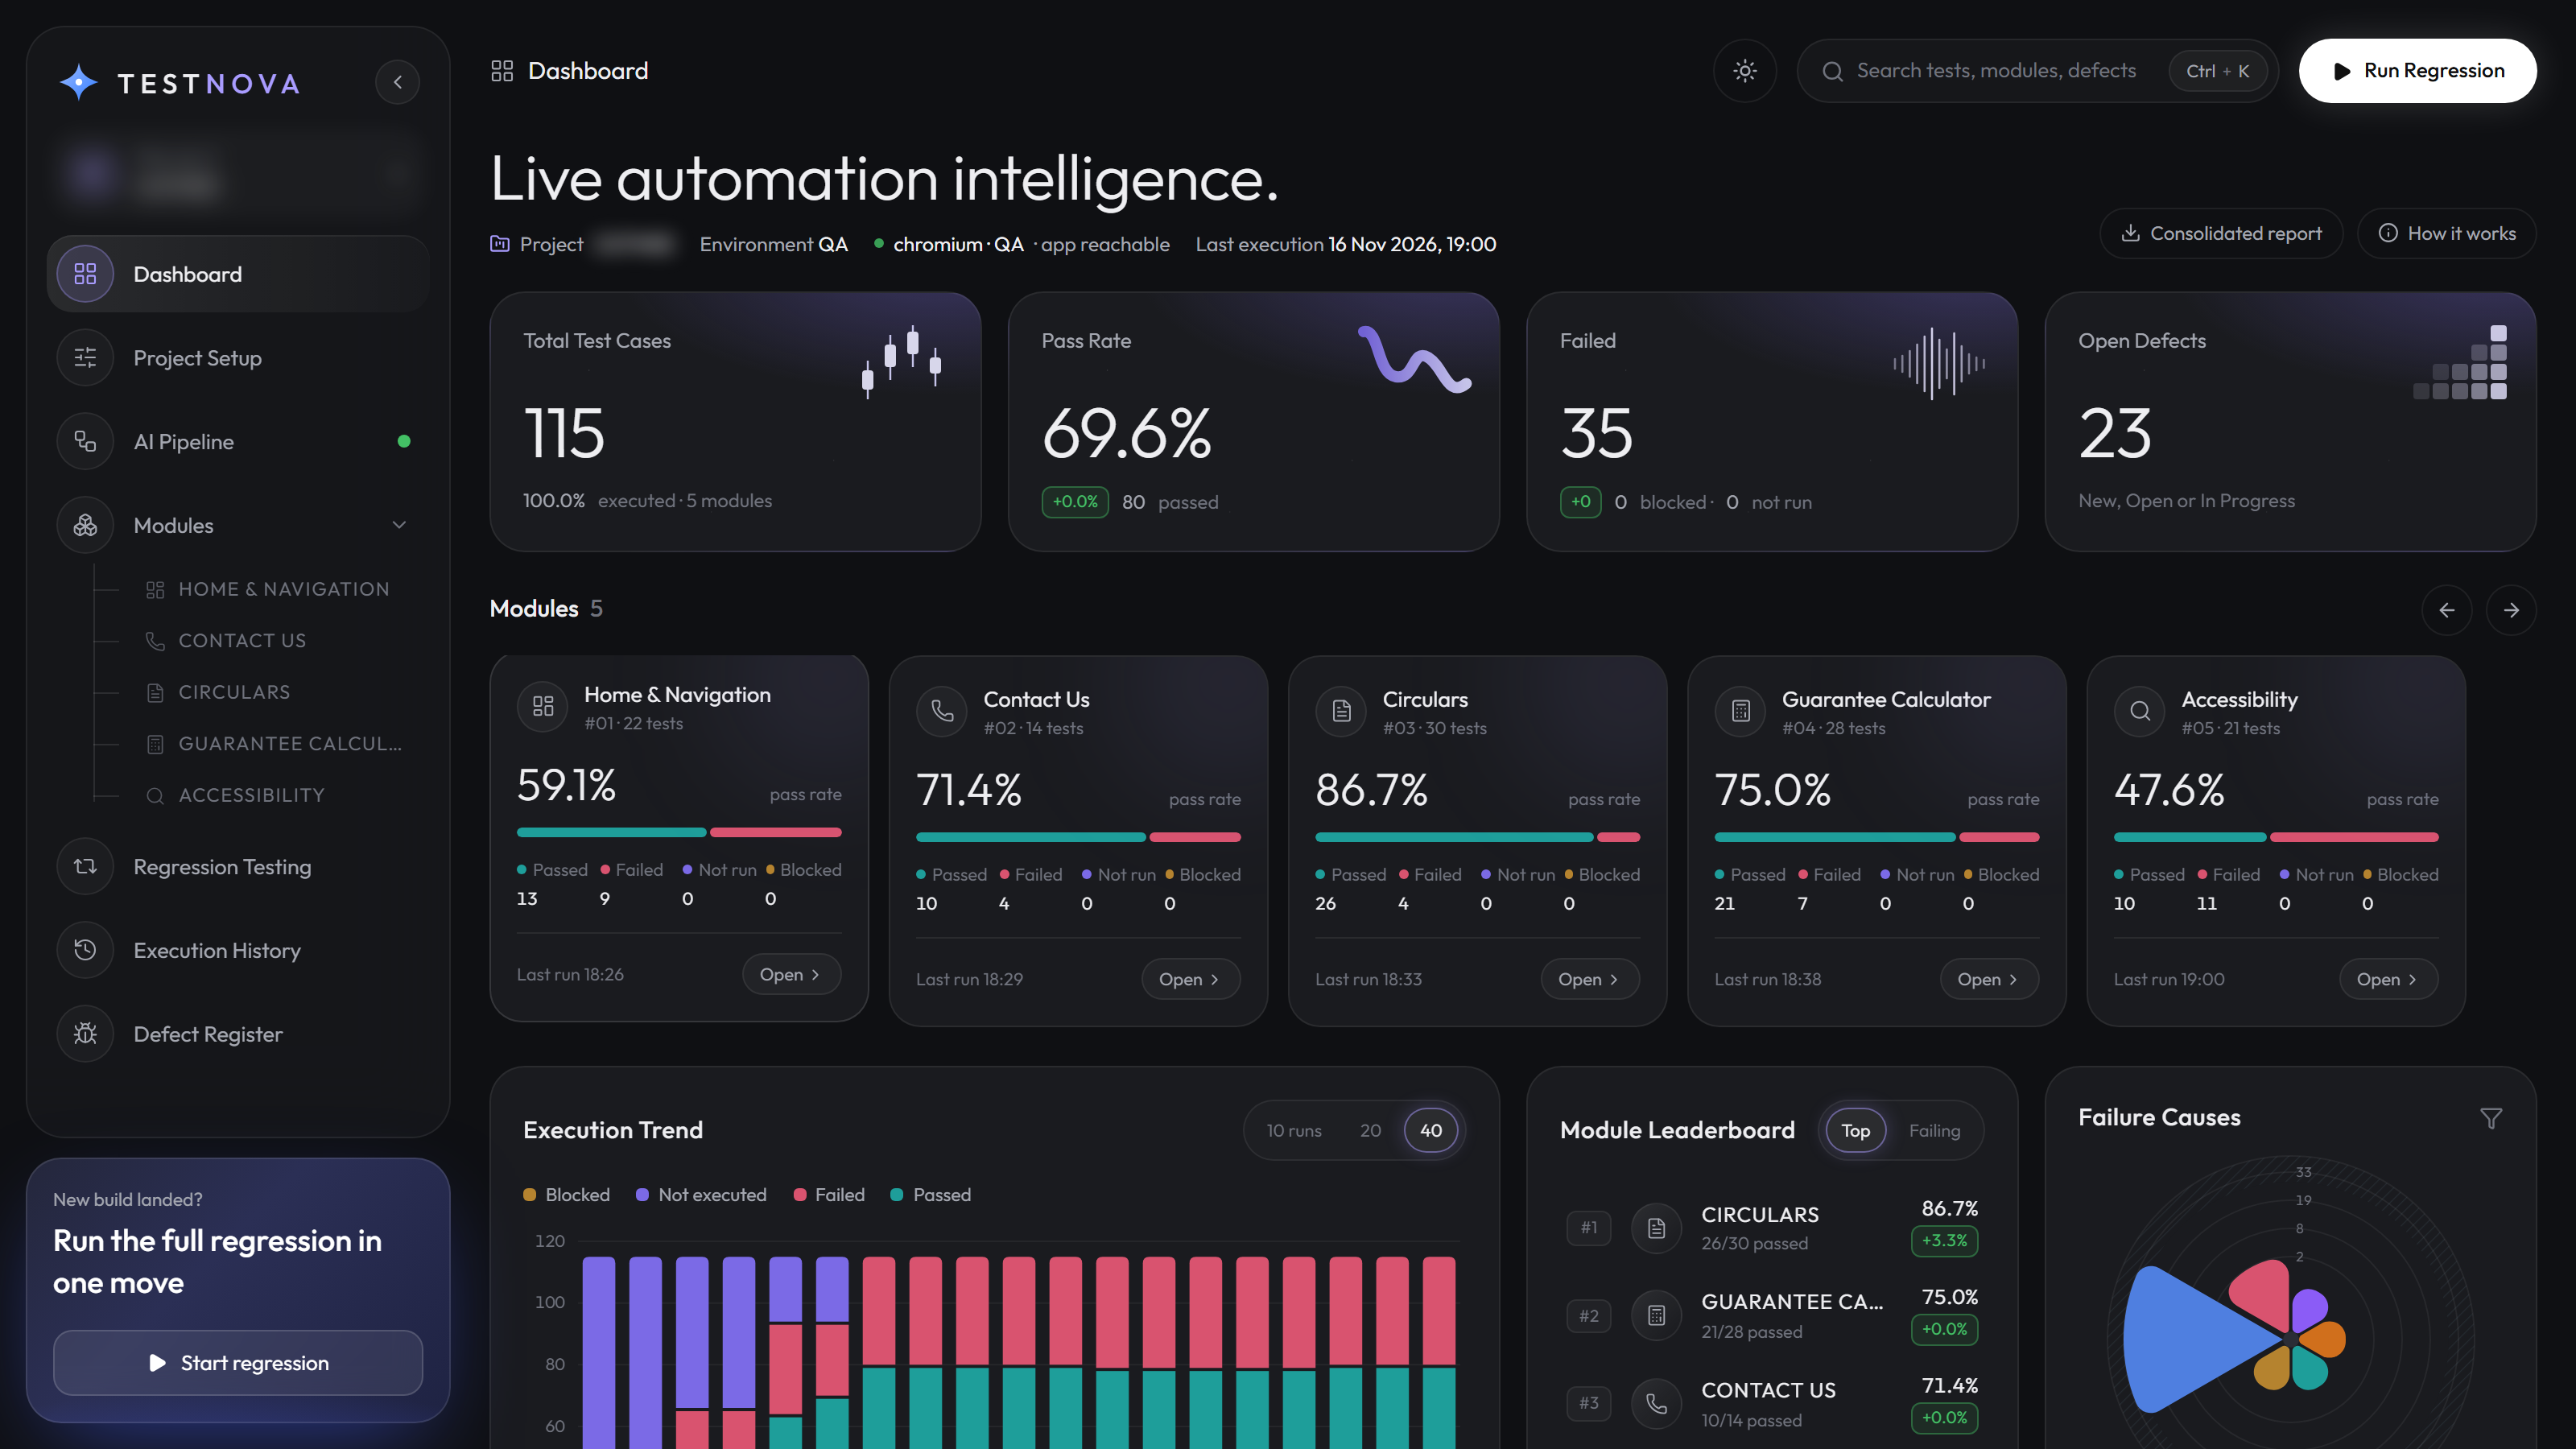 TESTNOVA
Dashboard
Project Setup
AI Pipeline
Modules
HOME & NAVIGATION
CONTACT US
CIRCULARS
GUARANTEE CALCUL...
ACCESSIBILITY
Regression Testing
Execution History
Defect Register
New build landed?
Run the full regression in
one move
Start regression
Dashboard
Search tests, modules, defects
Ctrl + K
Run Regression
Live automation intelligence.
Project
Environment QA
chromium · QA · app reachable
Last execution 16 Nov 2026, 19:00
Consolidated report
How it works
Total Test Cases
115
100.0% executed · 5 modules
Pass Rate
69.6%
+0.0% 80 passed
Failed
35
+0 0 blocked · 0 not run
Open Defects
23
New, Open or In Progress
Modules 5
Home & Navigation
#01 · 22 tests
59.1% pass rate
Passed Failed Not run Blocked
13 9 0 0
Last run 18:26 Open
Contact Us
#02 · 14 tests
71.4% pass rate
Passed Failed Not run Blocked
10 4 0 0
Last run 18:29 Open
Circulars
#03 · 30 tests
86.7% pass rate
Passed Failed Not run Blocked
26 4 0 0
Last run 18:33 Open
Guarantee Calculator
#04 · 28 tests
75.0% pass rate
Passed Failed Not run Blocked
21 7 0 0
Last run 18:38 Open
Accessibility
#05 · 21 tests
47.6% pass rate
Passed Failed Not run Blocked
10 11 0 0
Last run 19:00 Open
Execution Trend
10 runs 20 40
Blocked Not executed Failed Passed
120
100
80
60
Module Leaderboard
Top Failing
#1 CIRCULARS 86.7%
26/30 passed +3.3%
#2 GUARANTEE CA... 75.0%
21/28 passed +0.0%
#3 CONTACT US 71.4%
10/14 passed +0.0%
Failure Causes
33
19
8
2